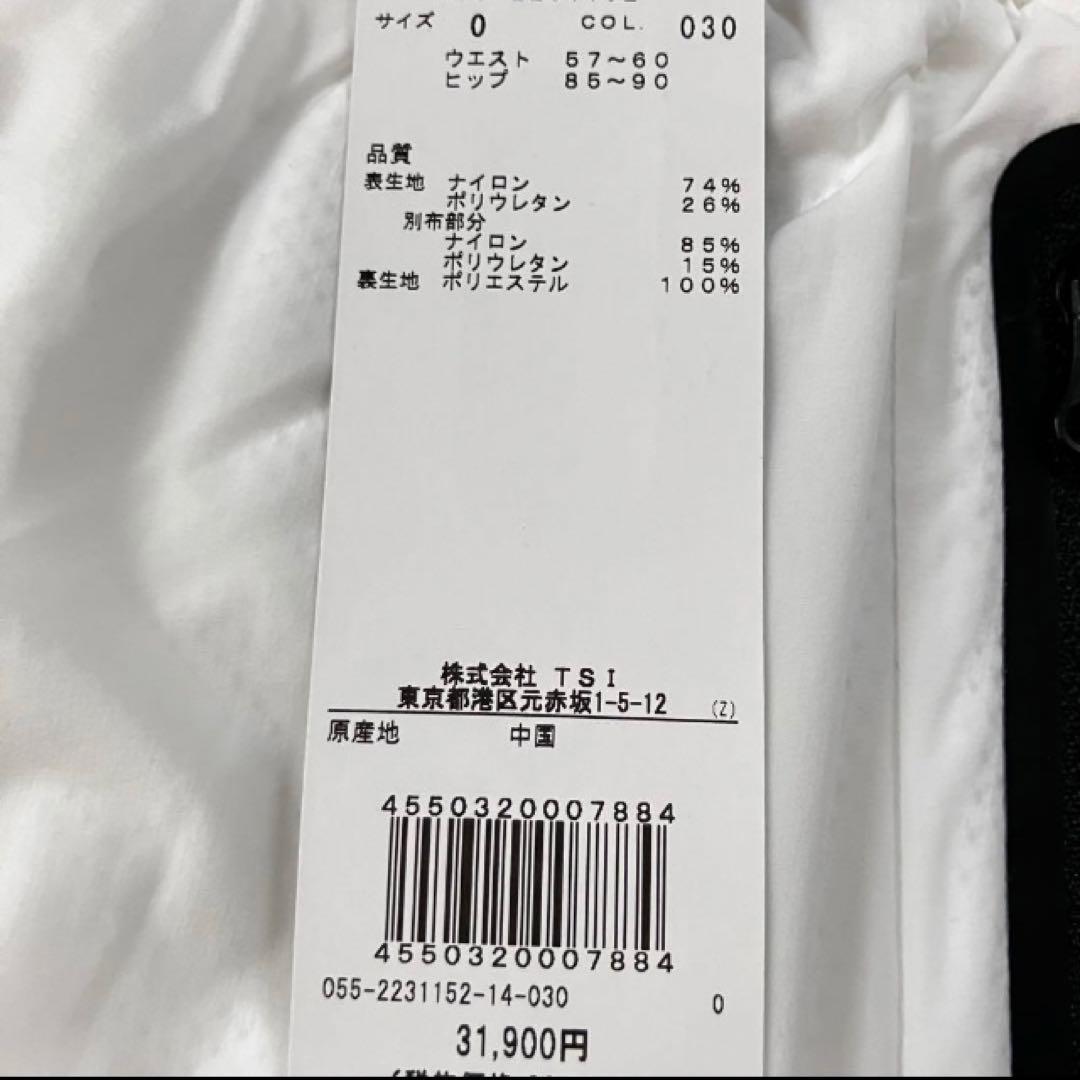 サイズ 0 COL. 030
ウエスト 57〜60
ヒップ 85〜90
品質
表生地 ナイロン 74%
ポリウレタン 26%
別布部分
ナイロン 85%
ポリウレタン 15%
裏生地 ポリエステル 100%
株式会社 TSI
東京都港区元赤坂1-5-12 (Z)
原産地 中国
4550320007884
4550320007884
055-2231152-14-030 0
31,900円